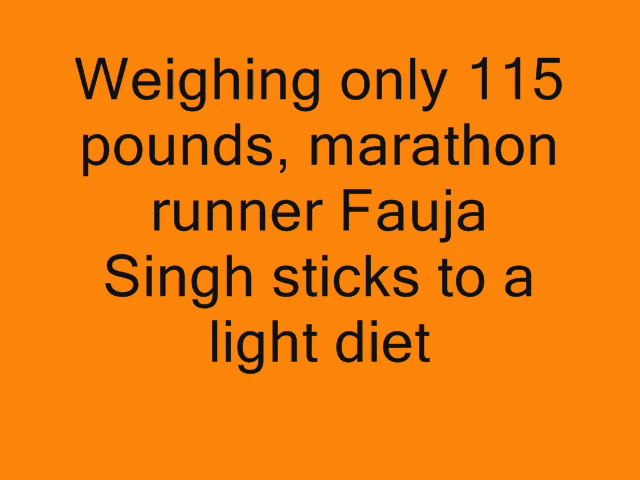 Weighing only 115
pounds, marathon
runner Fauja
Singh sticks to a
light diet